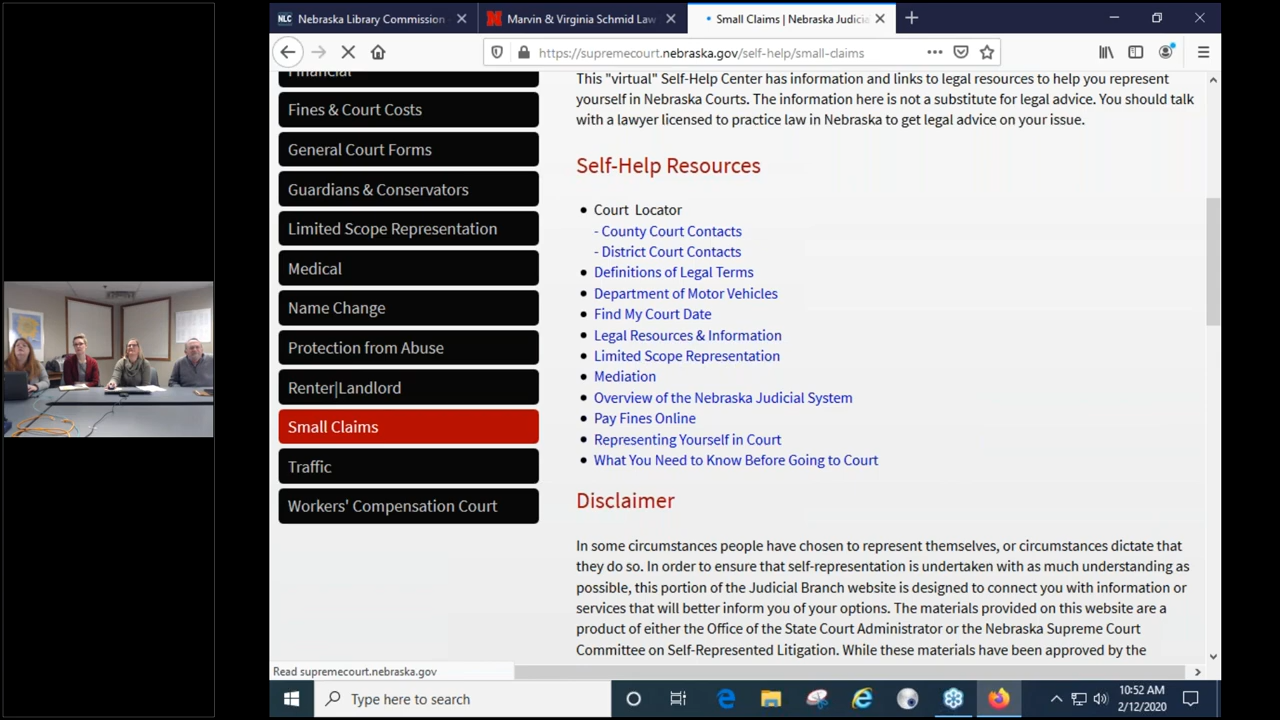 NLC Nebraska Library Commission
Marvin & Virginia Schmid Law
Small Claims | Nebraska Judicia
https://supremecourt.nebraska.gov/self-help/small-claims
Financial
Fines & Court Costs
General Court Forms
Guardians & Conservators
Limited Scope Representation
Medical
Name Change
Protection from Abuse
Renter|Landlord
Small Claims
Traffic
Workers' Compensation Court
This "virtual" Self-Help Center has information and links to legal resources to help you represent
yourself in Nebraska Courts. The information here is not a substitute for legal advice. You should talk
with a lawyer licensed to practice law in Nebraska to get legal advice on your issue.
Self-Help Resources
Court Locator
- County Court Contacts
- District Court Contacts
Definitions of Legal Terms
Department of Motor Vehicles
Find My Court Date
Legal Resources & Information
Limited Scope Representation
Mediation
Overview of the Nebraska Judicial System
Pay Fines Online
Representing Yourself in Court
What You Need to Know Before Going to Court
Disclaimer
In some circumstances people have chosen to represent themselves, or circumstances dictate that
they do so. In order to ensure that self-representation is undertaken with as much understanding as
possible, this portion of the Judicial Branch website is designed to connect you with information or
services that will better inform you of your options. The materials provided on this website are a
product of either the Office of the State Court Administrator or the Nebraska Supreme Court
Committee on Self-Represented Litigation. While these materials have been approved by the
Read supremecourt.nebraska.gov
Type here to search
10:52 AM
2/12/2020